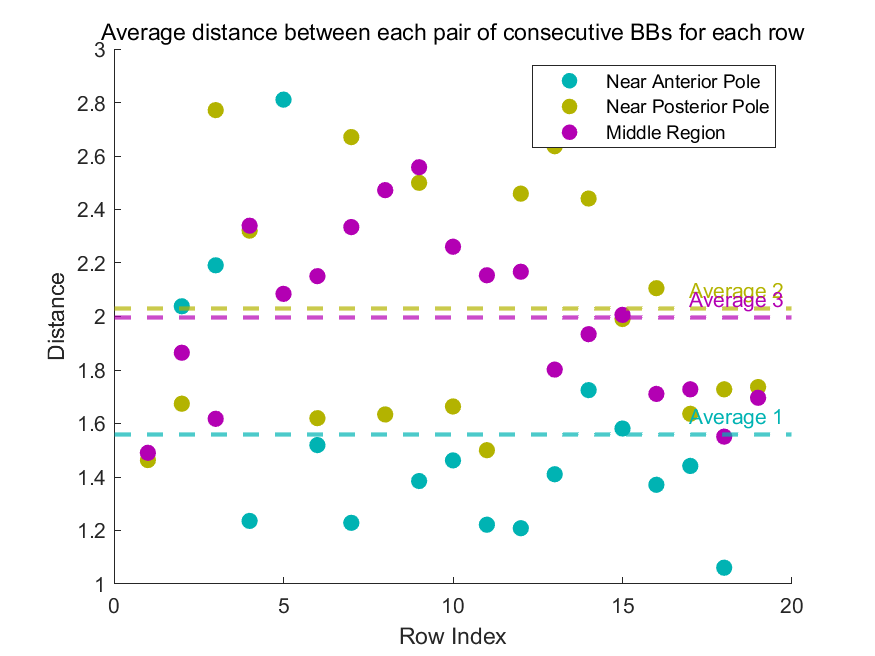 Average distance between each pair of consecutive BBs for each row
3
2.8
2.6
2.4
2.2
2
1.8
1.6
1.4
1.2
1
Distance
Near Anterior Pole
Near Posterior Pole
Middle Region
Average 2
Average 3
Average 1
0
5
10
15
20
Row Index